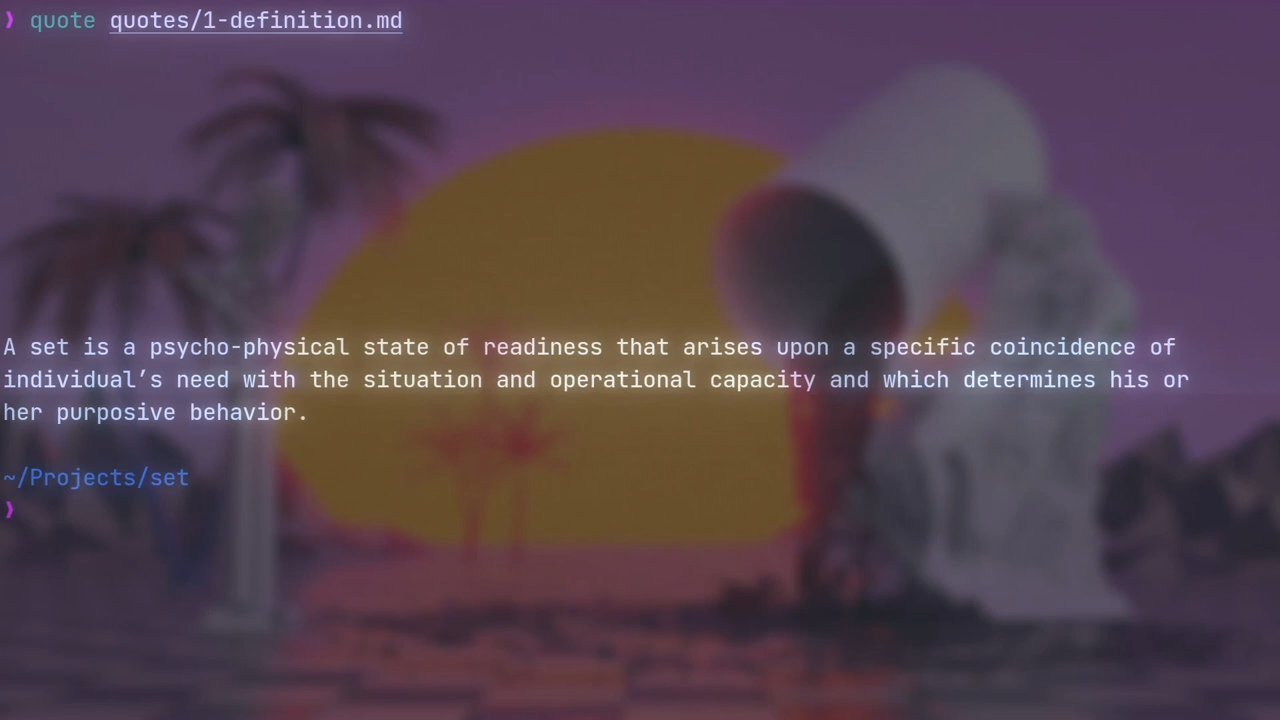 ❱ quote quotes/1-definition.md
A set is a psycho-physical state of readiness that arises upon a specific coincidence of
individual’s need with the situation and operational capacity and which determines his or
her purposive behavior.
~/Projects/set
❱